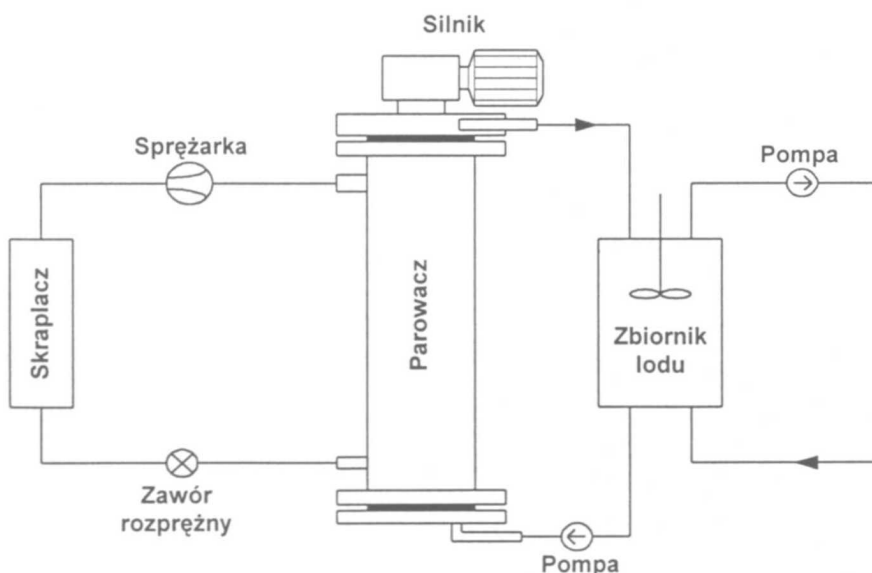 Silnik
Sprężarka
Pompa
Skraplacz
Parowacz
Zbiornik
lodu
Zawór
rozprężny
Pompa